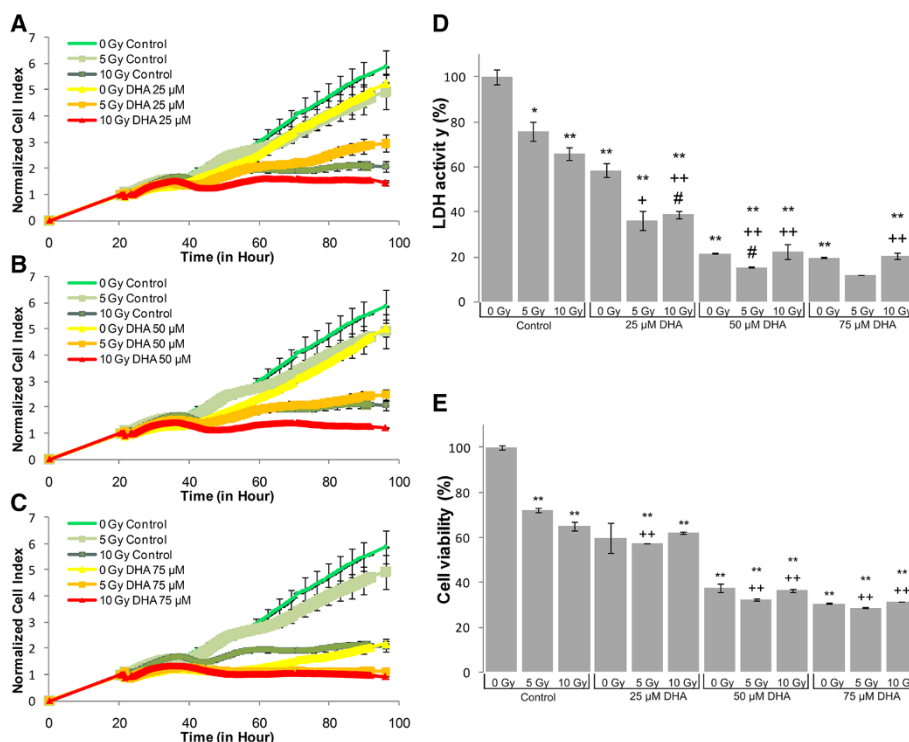 A
Normalized Cell Index
7
6
5
4
3
2
1
0
0 Gy Control
5 Gy Control
10 Gy Control
0 Gy DHA 25 µM
5 Gy DHA 25 µM
10 Gy DHA 25 µM
0 20 40 60 80 100
Time (in Hour)
B
Normalized Cell Index
7
6
5
4
3
2
1
0
0 Gy Control
5 Gy Control
10 Gy Control
0 Gy DHA 50 µM
5 Gy DHA 50 µM
10 Gy DHA 50 µM
0 20 40 60 80 100
Time (in Hour)
C
Normalized Cell Index
7
6
5
4
3
2
1
0
0 Gy Control
5 Gy Control
10 Gy Control
0 Gy DHA 75 µM
5 Gy DHA 75 µM
10 Gy DHA 75 µM
0 20 40 60 80 100
Time (in Hour)
D
LDH activit y (%)
100
80
60
40
20
0
*
**
**
**
+
**
++
#
**
**
++
#
**
++
**
**
++
0 Gy 5 Gy 10 Gy 0 Gy 5 Gy 10 Gy 0 Gy 5 Gy 10 Gy 0 Gy 5 Gy 10 Gy
Control 25 µM DHA 50 µM DHA 75 µM DHA
E
Cell viability (%)
100
80
60
40
20
0
**
**
**
++
**
**
**
++
**
++
**
**
++
**
++
0 Gy 5 Gy 10 Gy 0 Gy 5 Gy 10 Gy 0 Gy 5 Gy 10 Gy 0 Gy 5 Gy 10 Gy
Control 25 µM DHA 50 µM DHA 75 µM DHA